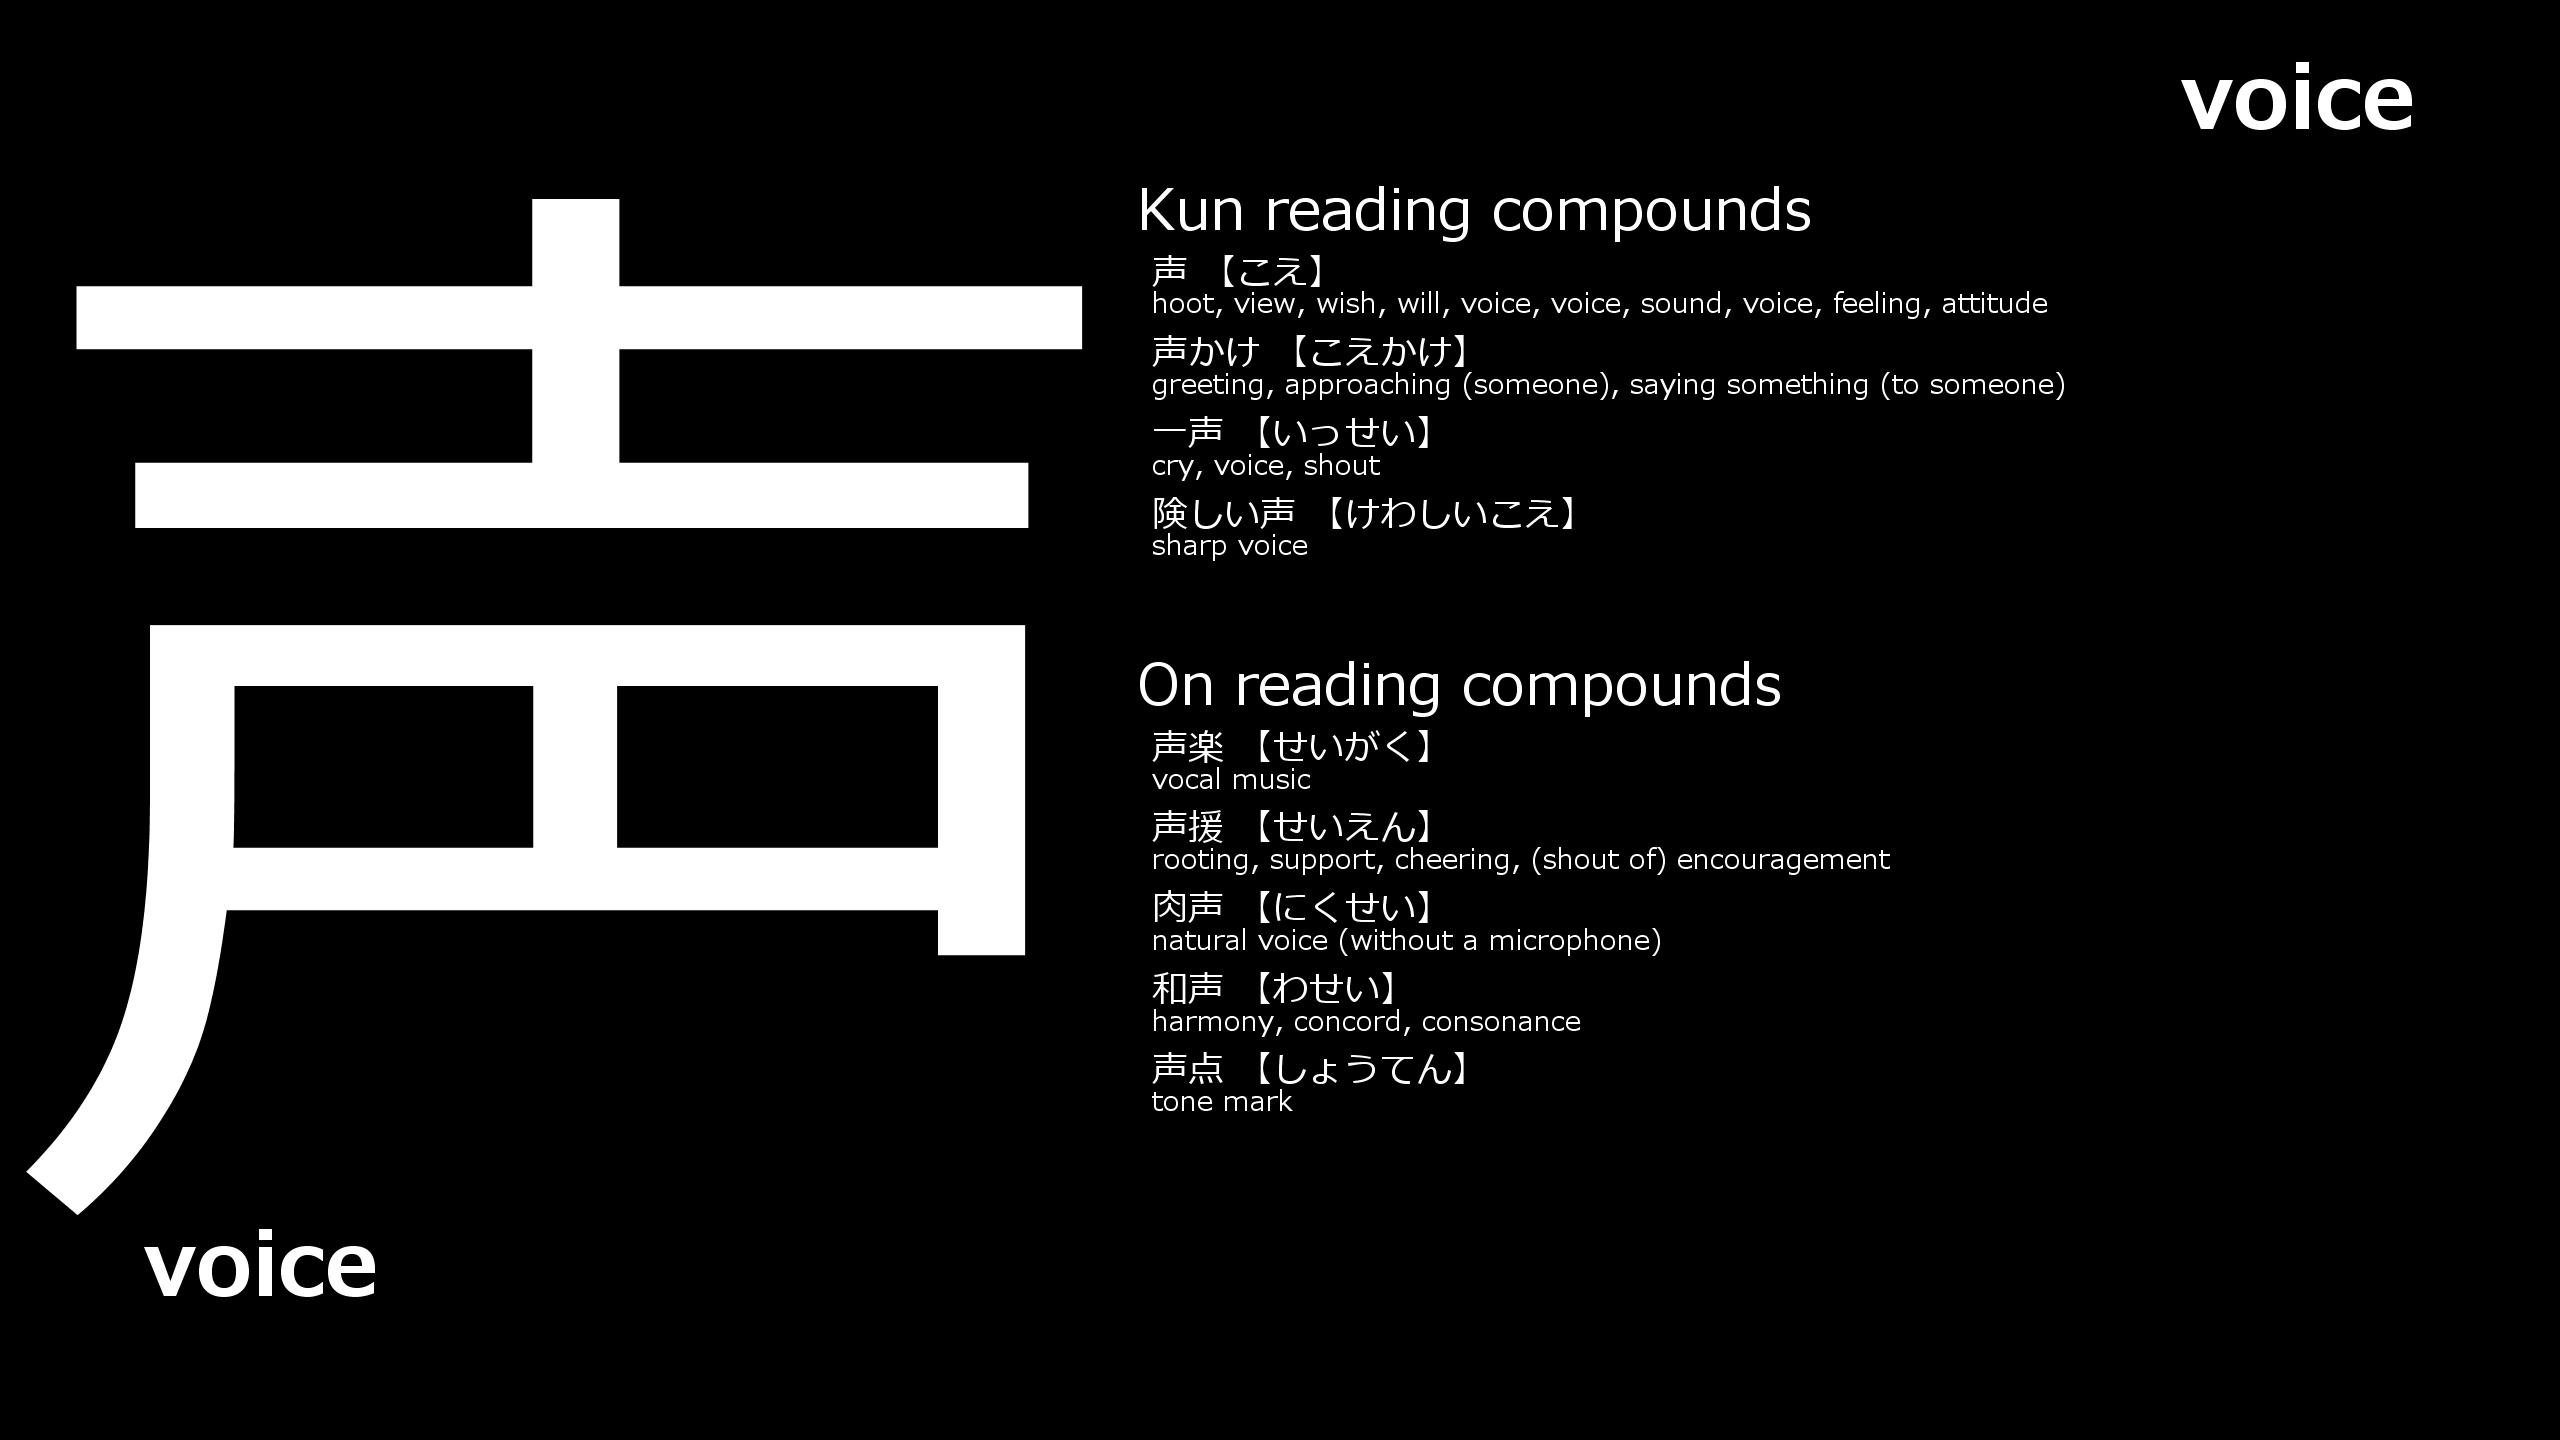 voice
声
voice
Kun reading compounds
声 【こえ】
hoot, view, wish, will, voice, voice, sound, voice, feeling, attitude
声かけ 【こえかけ】
greeting, approaching (someone), saying something (to someone)
一声 【いっせい】
cry, voice, shout
険しい声 【けわしいこえ】
sharp voice
On reading compounds
声楽 【せいがく】
vocal music
声援 【せいえん】
rooting, support, cheering, (shout of) encouragement
肉声 【にくせい】
natural voice (without a microphone)
和声 【わせい】
harmony, concord, consonance
声点 【しょうてん】
tone mark